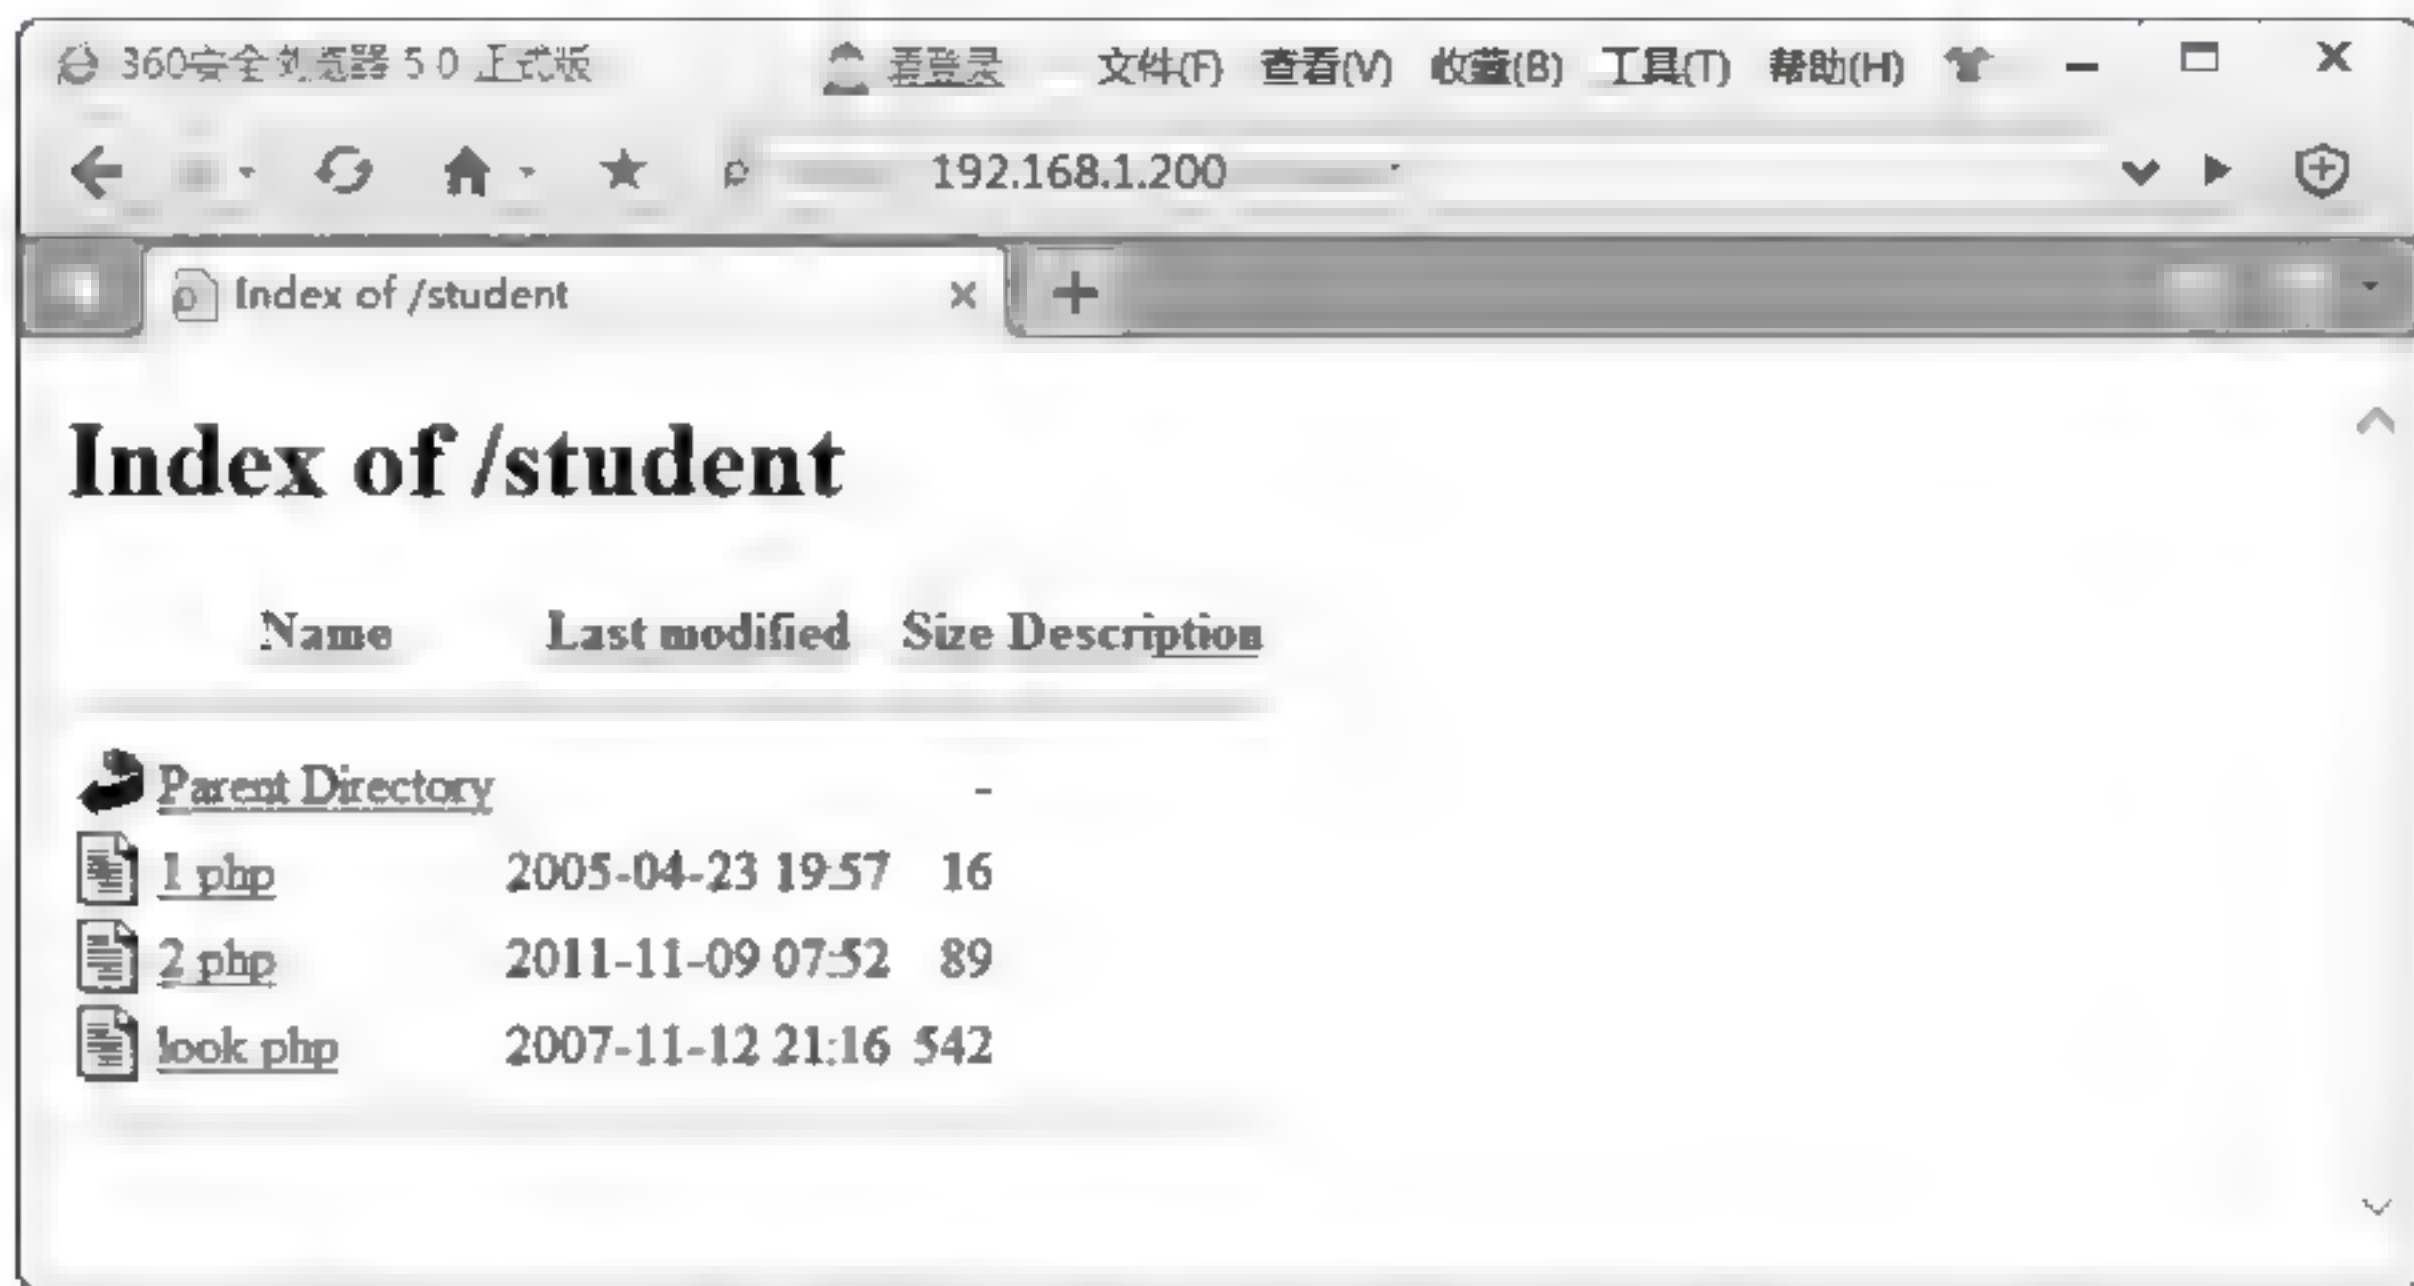 360安全浏览器 5 0 正式版 登录 文件(F) 查看(V) 收藏(B) 工具(T) 帮助(H)
192.168.1.200
Index of /student
Index of /student
Name Last modified Size Description
Parent Directory -
1 php 2005-04-23 19:57 16
2 php 2011-11-09 07:52 89
look php 2007-11-12 21:16 542